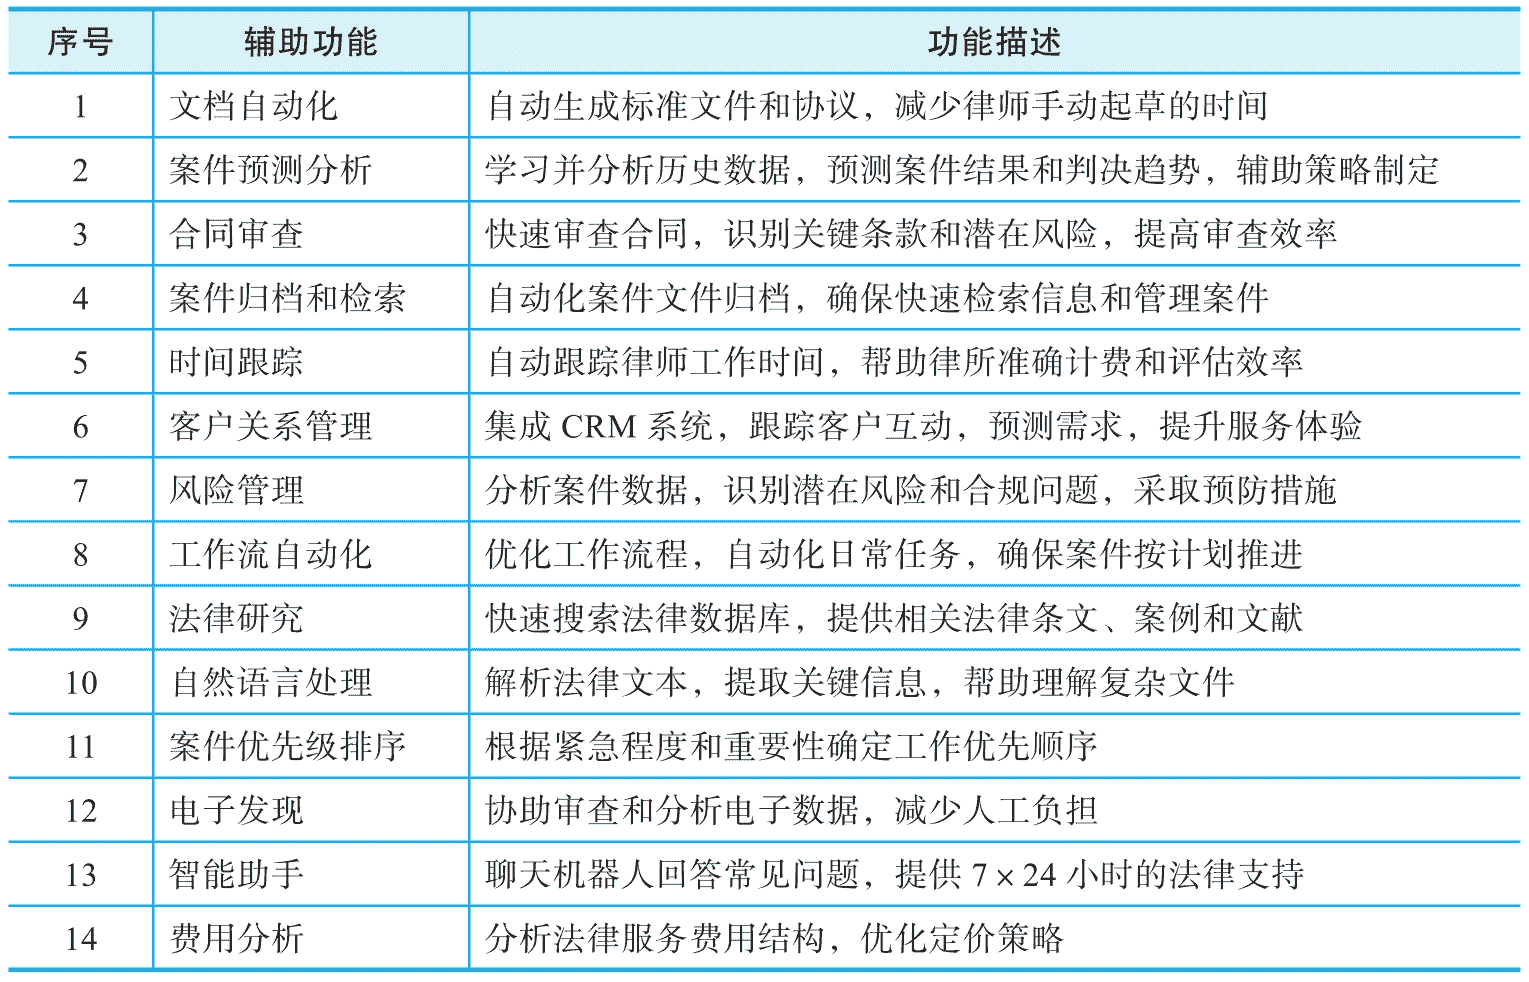 序号 辅助功能 功能描述
1 文档自动化 自动生成标准文件和协议，减少律师手动起草的时间
2 案件预测分析 学习并分析历史数据，预测案件结果和判决趋势，辅助策略制定
3 合同审查 快速审查合同，识别关键条款和潜在风险，提高审查效率
4 案件归档和检索 自动化案件文件归档，确保快速检索信息和管理案件
5 时间跟踪 自动跟踪律师工作时间，帮助律所准确计费和评估效率
6 客户关系管理 集成 CRM 系统，跟踪客户互动，预测需求，提升服务体验
7 风险管理 分析案件数据，识别潜在风险和合规问题，采取预防措施
8 工作流自动化 优化工作流程，自动化日常任务，确保案件按计划推进
9 法律研究 快速搜索法律数据库，提供相关法律条文、案例和文献
10 自然语言处理 解析法律文本，提取关键信息，帮助理解复杂文件
11 案件优先级排序 根据紧急程度和重要性确定工作优先顺序
12 电子发现 协助审查和分析电子数据，减少人工负担
13 智能助手 聊天机器人回答常见问题，提供 7 × 24 小时的法律支持
14 费用分析 分析法律服务费用结构，优化定价策略